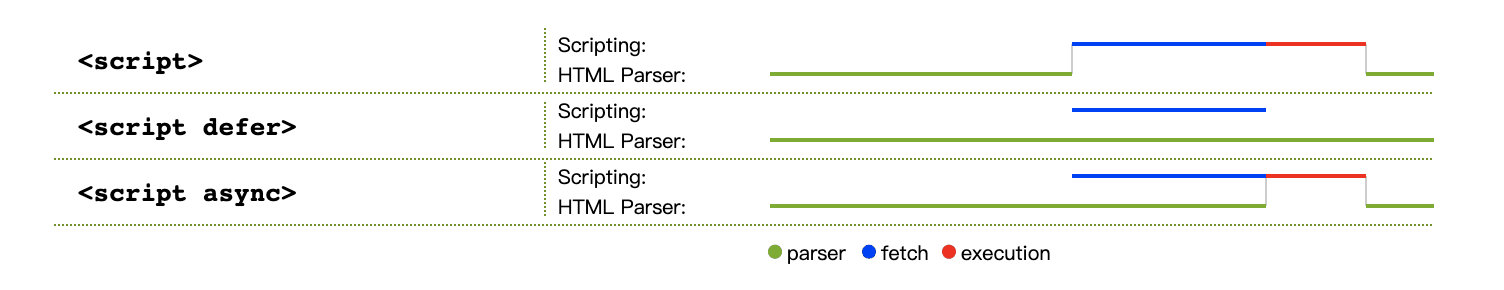 <script>
Scripting:
HTML Parser:
<script defer>
Scripting:
HTML Parser:
<script async>
Scripting:
HTML Parser:
parser fetch execution